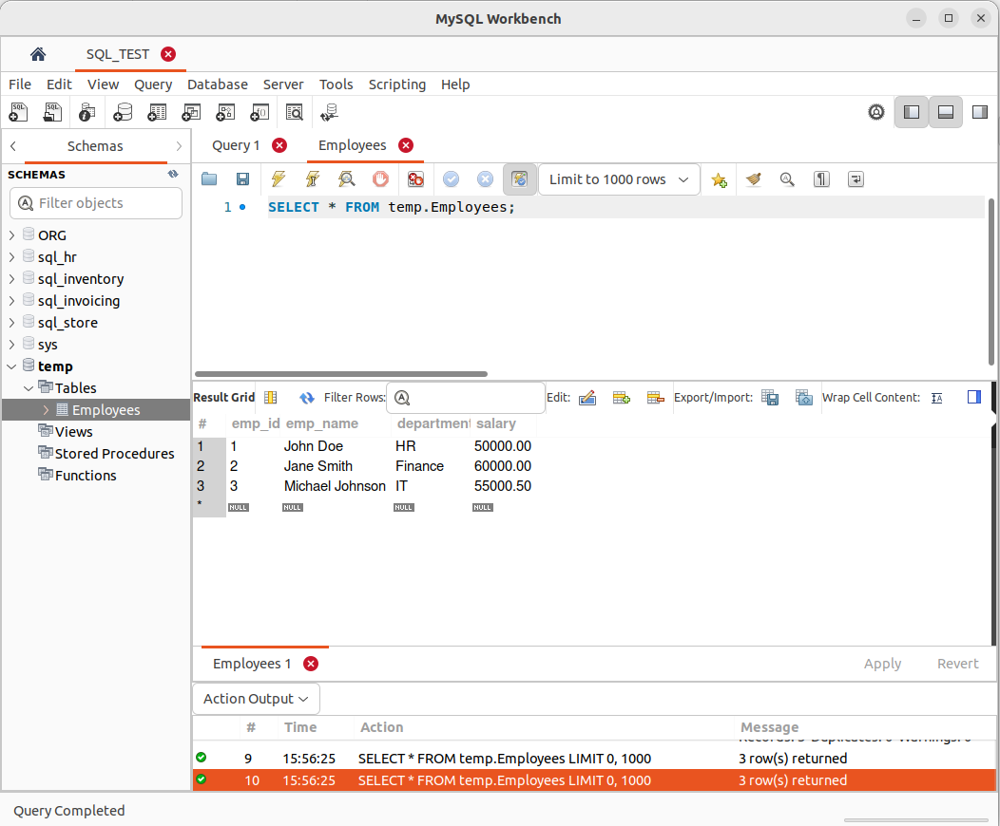 MySQL Workbench
SQL_TEST
File Edit View Query Database Server Tools Scripting Help
Schemas
Query 1 Employees
SCHEMAS
Filter objects
Limit to 1000 rows
1 SELECT * FROM temp.Employees;
ORG
sql_hr
sql_inventory
sql_invoicing
sql_store
sys
temp
Tables
Employees
Views
Stored Procedures
Functions
Result Grid Filter Rows: Edit: Export/Import: Wrap Cell Content:
# emp_id emp_name department salary
1 1 John Doe HR 50000.00
2 2 Jane Smith Finance 60000.00
3 3 Michael Johnson IT 55000.50
* NULL NULL NULL NULL
Employees 1 Apply Revert
Action Output
# Time Action Message
9 15:56:25 SELECT * FROM temp.Employees LIMIT 0, 1000 3 row(s) returned
10 15:56:25 SELECT * FROM temp.Employees LIMIT 0, 1000 3 row(s) returned
Query Completed